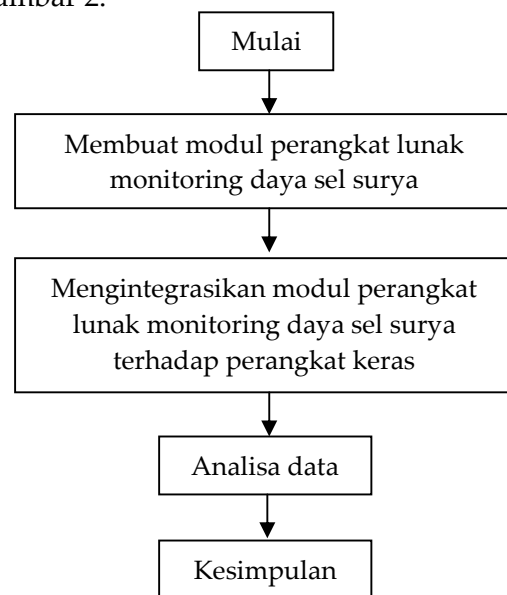 2.
Mulai
Membuat modul perangkat lunak
monitoring daya sel surya
Mengintegrasikan modul perangkat
lunak monitoring daya sel surya
terhadap perangkat keras
Analisa data
Kesimpulan